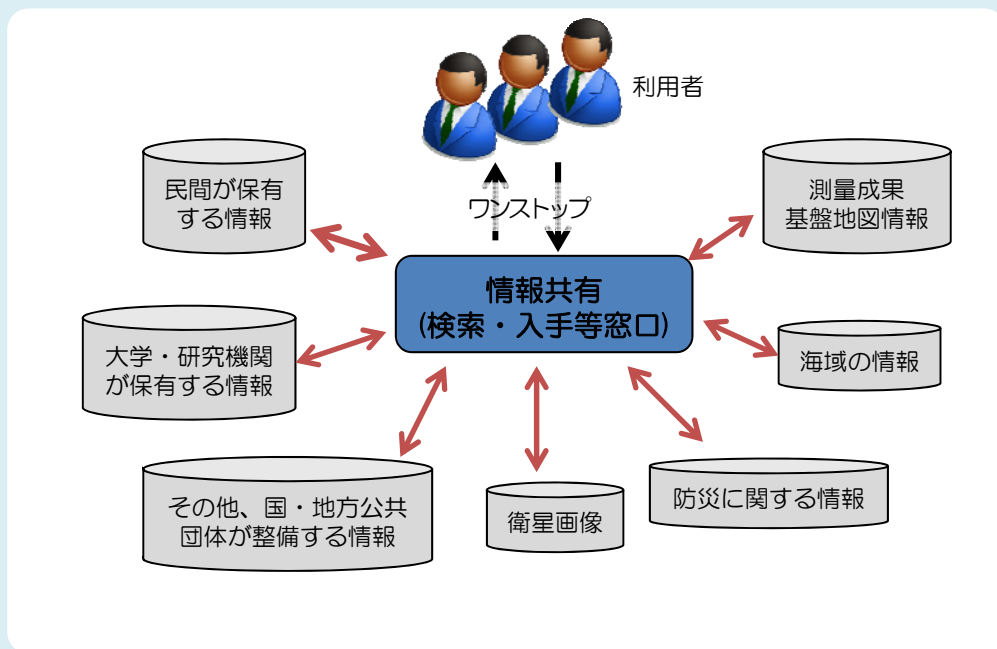 利用者
民間が保有
する情報
測量成果
基盤地図情報
ワンストップ
情報共有
(検索・入手等窓口)
大学・研究機関
が保有する情報
海域の情報
その他、国・地方公共
団体が整備する情報
衛星画像
防災に関する情報